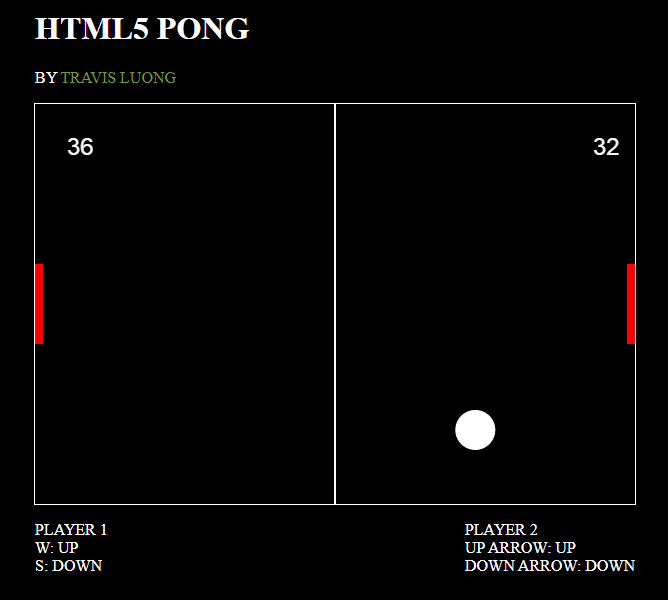 HTML5 PONG
BY TRAVIS LUONG
36 32
PLAYER 1
W: UP
S: DOWN
PLAYER 2
UP ARROW: UP
DOWN ARROW: DOWN